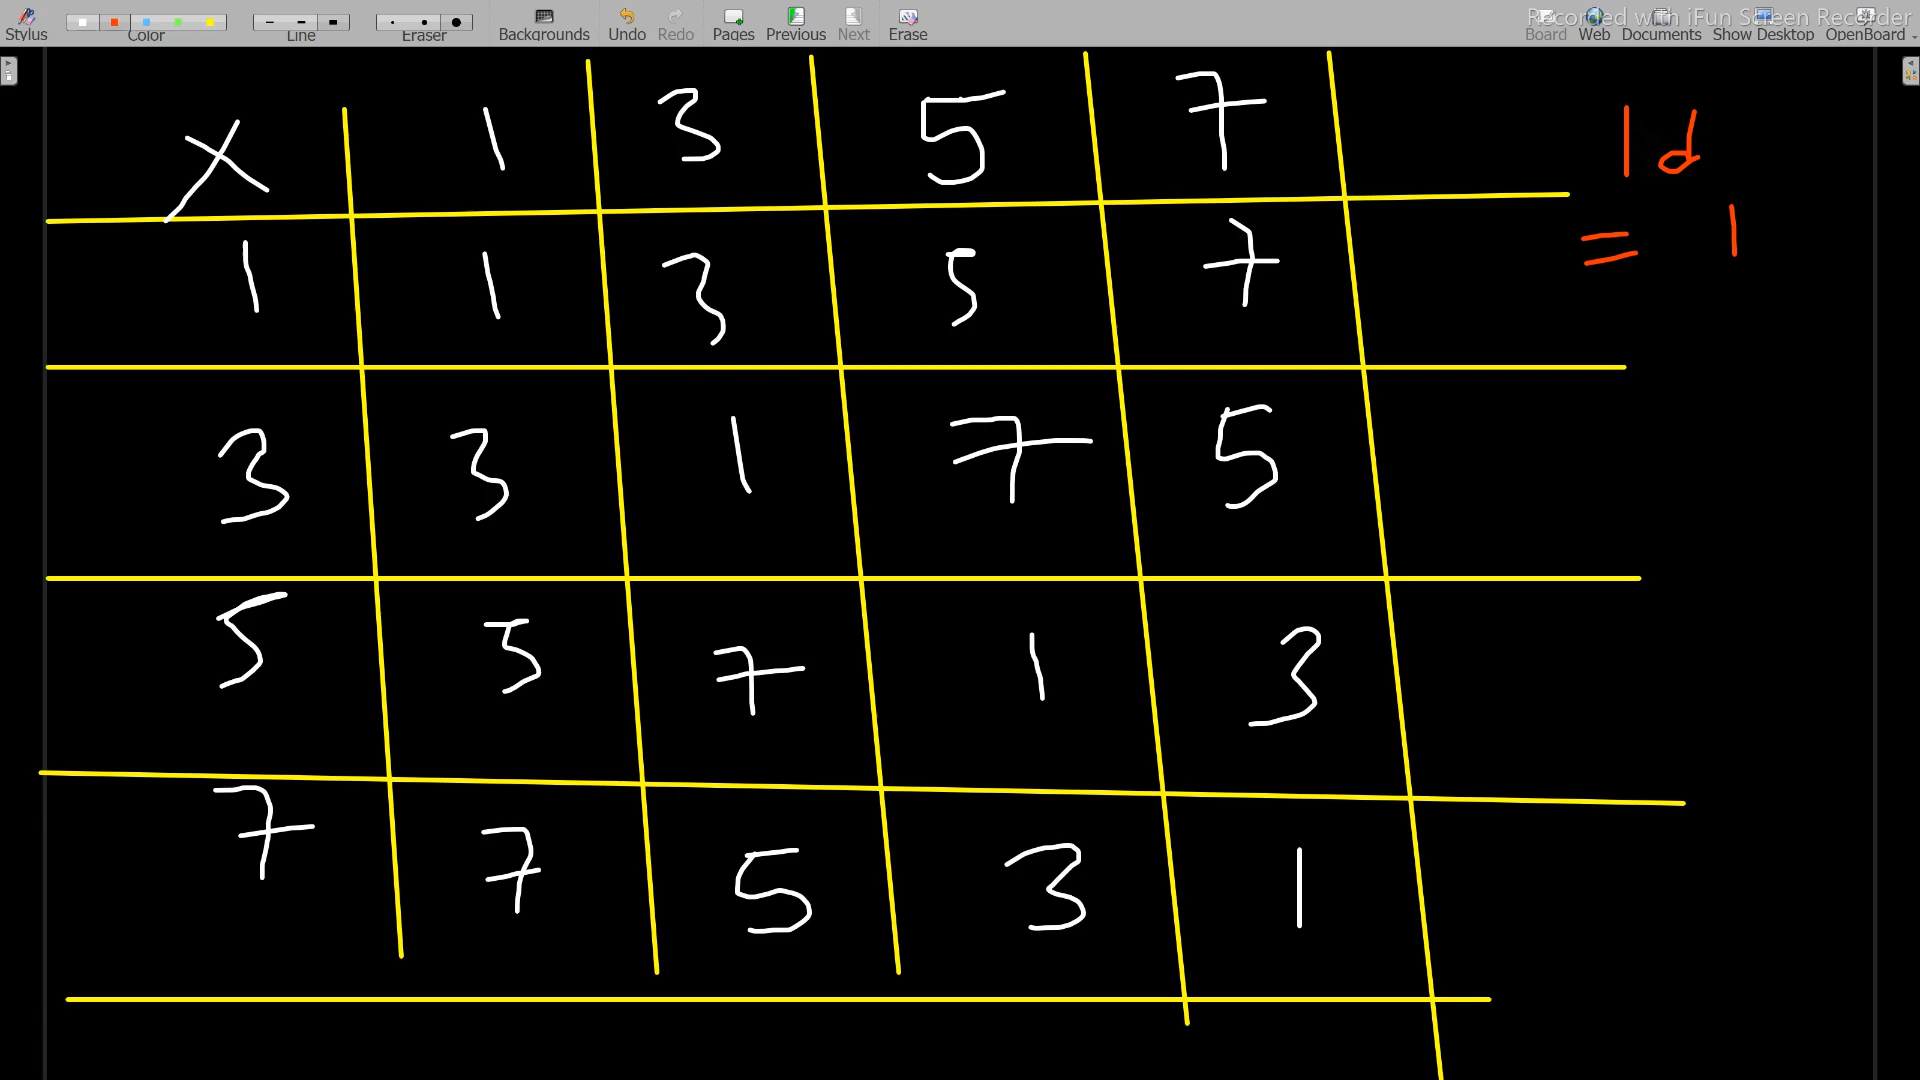 Recorded with iFun Screen Recorder
Stylus Color Line Eraser Backgrounds Undo Redo Pages Previous Next Erase Board Web Documents Show Desktop OpenBoard
X 1 3 5 7 Id
1 1 3 5 7 = 1
3 3 1 7 5
5 5 7 1 3
7 7 5 3 1